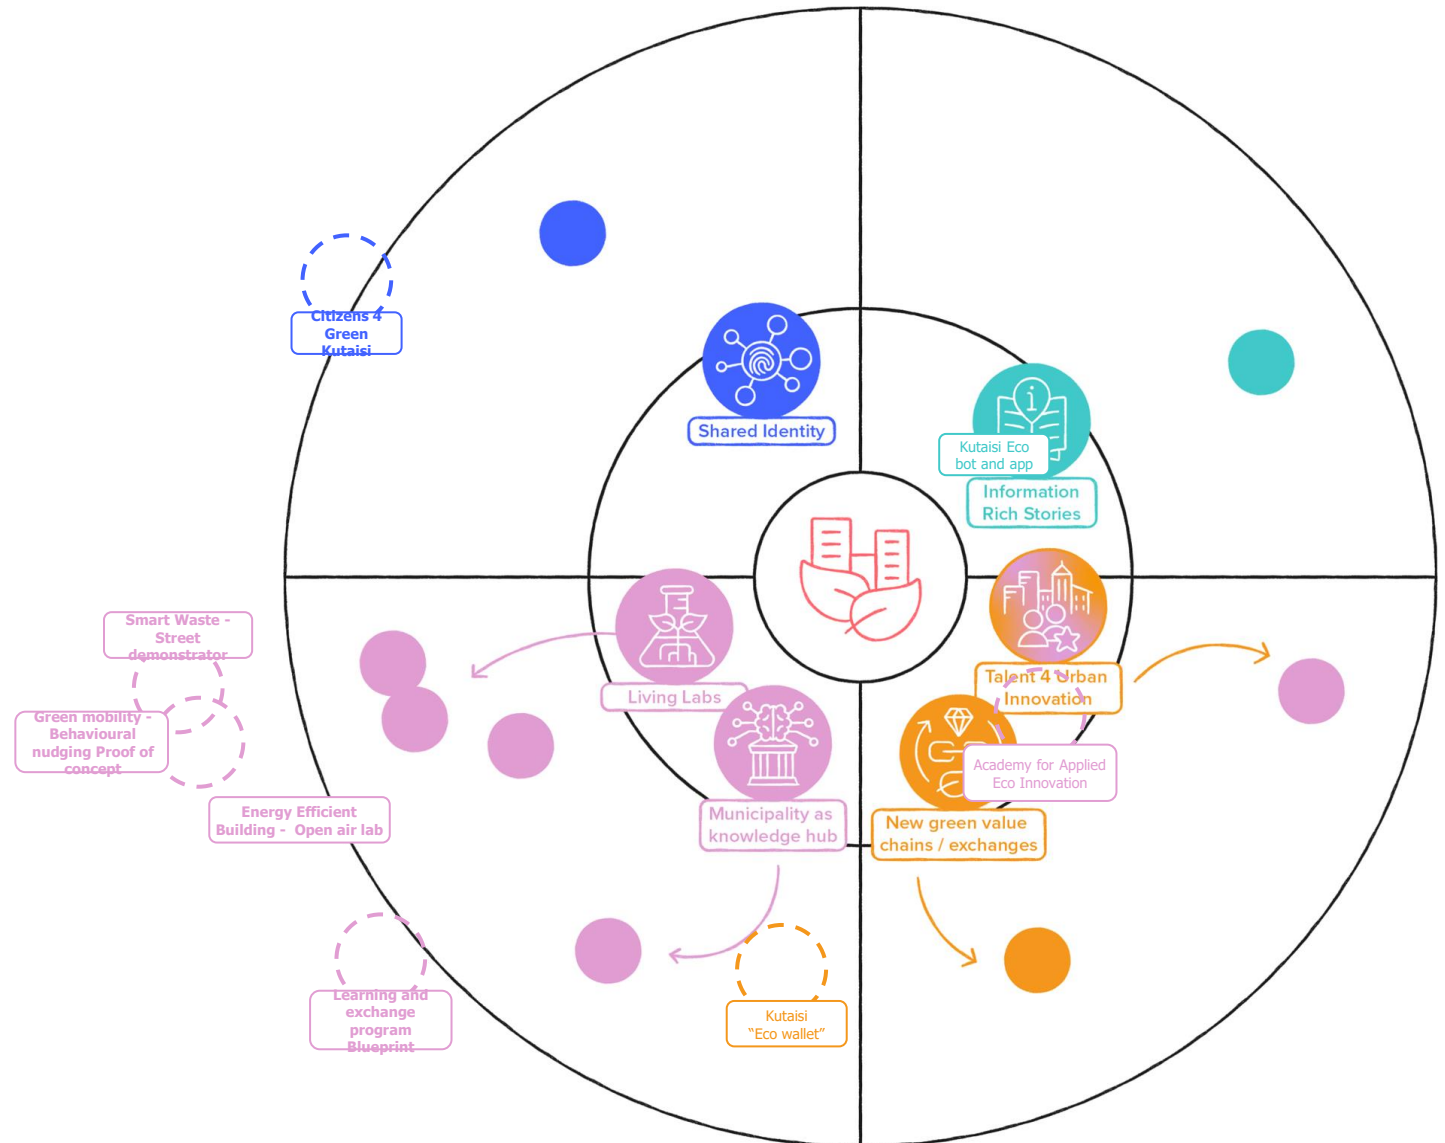 Citizens 4
Green
Kutaisi
Shared Identity
Kutaisi Eco
bot and app
Information
Rich Stories
Smart Waste -
Street
demonstrator
Green mobility -
Behavioural
nudging Proof of
concept
Living Labs
Talent 4 Urban
Innovation
Academy for Applied
Eco Innovation
Energy Efficient
Building - Open air lab
Municipality as
knowledge hub
New green value
chains / exchanges
Learning and
exchange
program
Blueprint
Kutaisi
“Eco wallet”